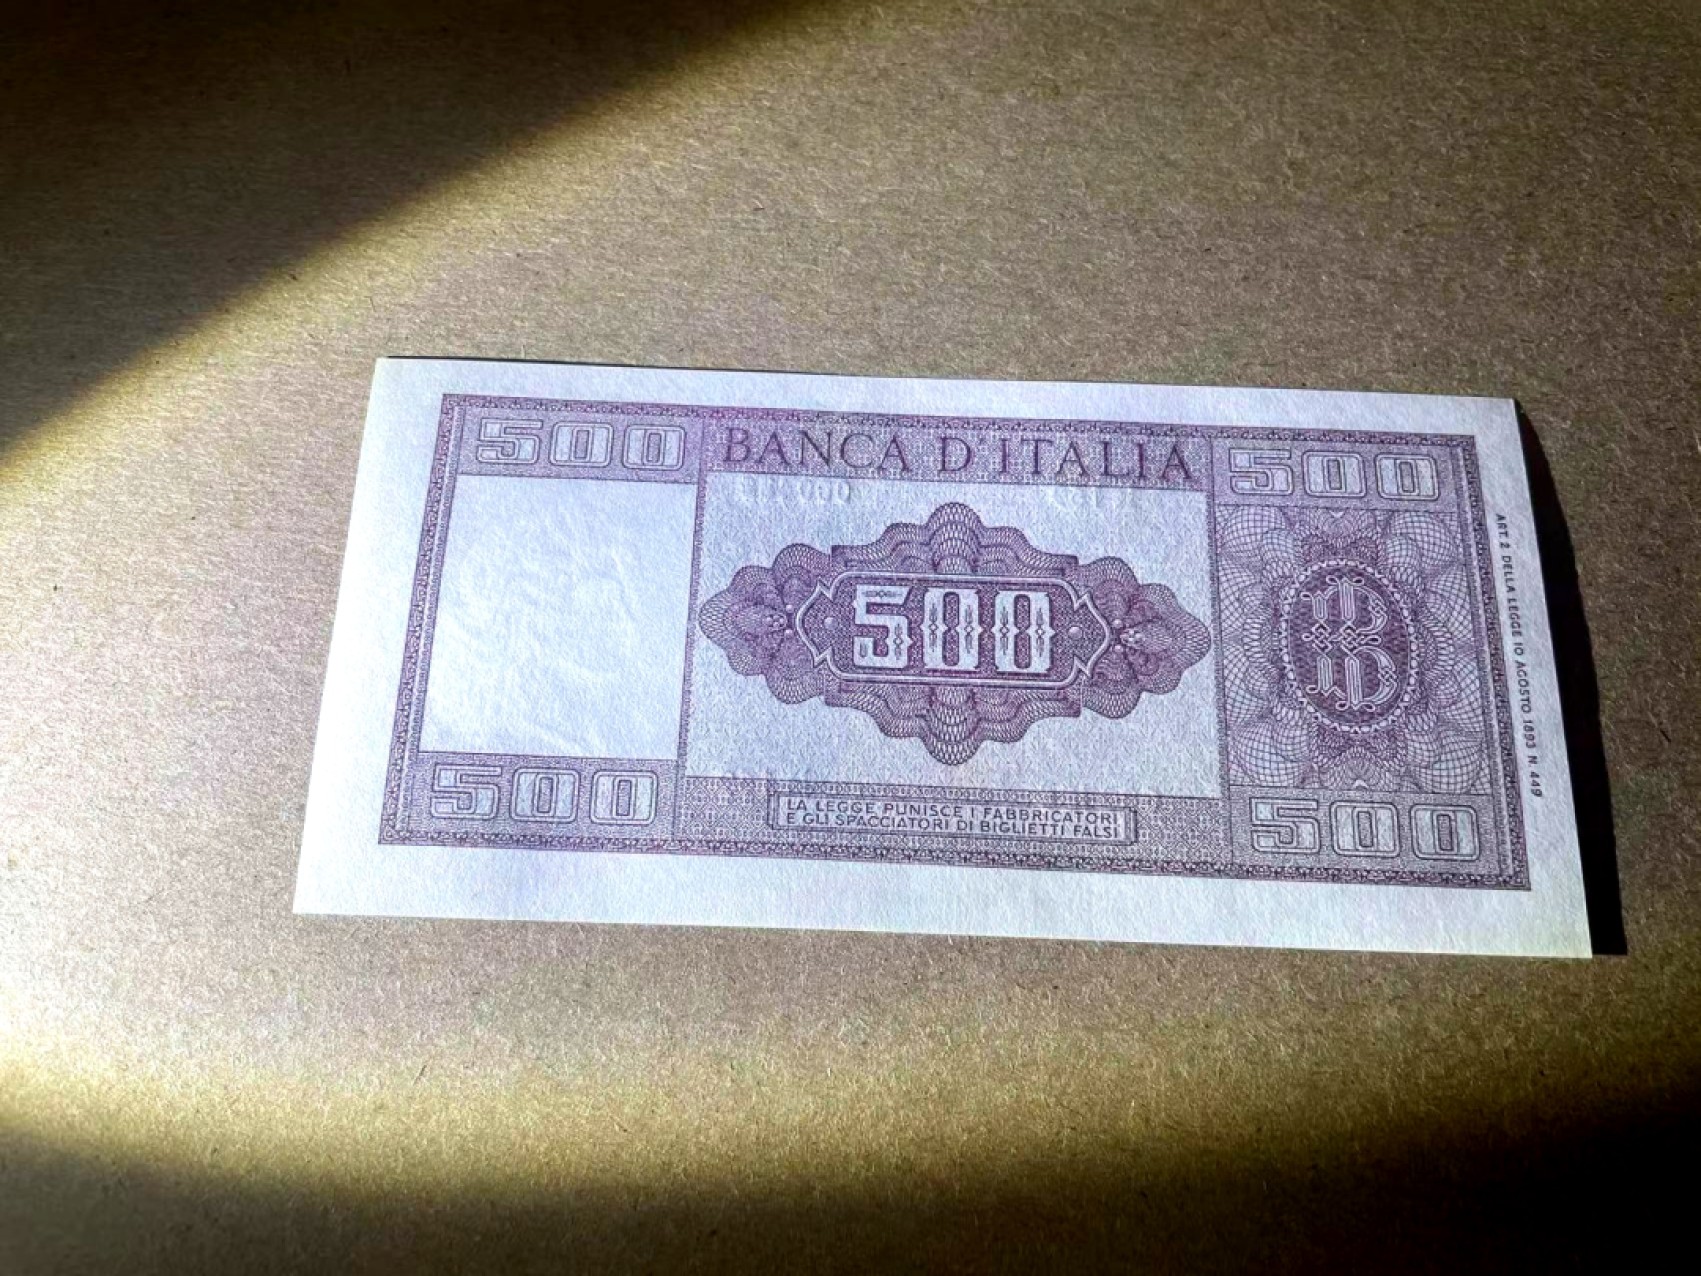 500
BANCA D'ITALIA
500
500
500
LA LEGGE PUNISCE I FABBRICATORI
E GLI SPACCIATORI DI BIGLIETTI FALSI
500
ART. 2 DELLA LEGGE 10 AGOSTO 1893 N. 449